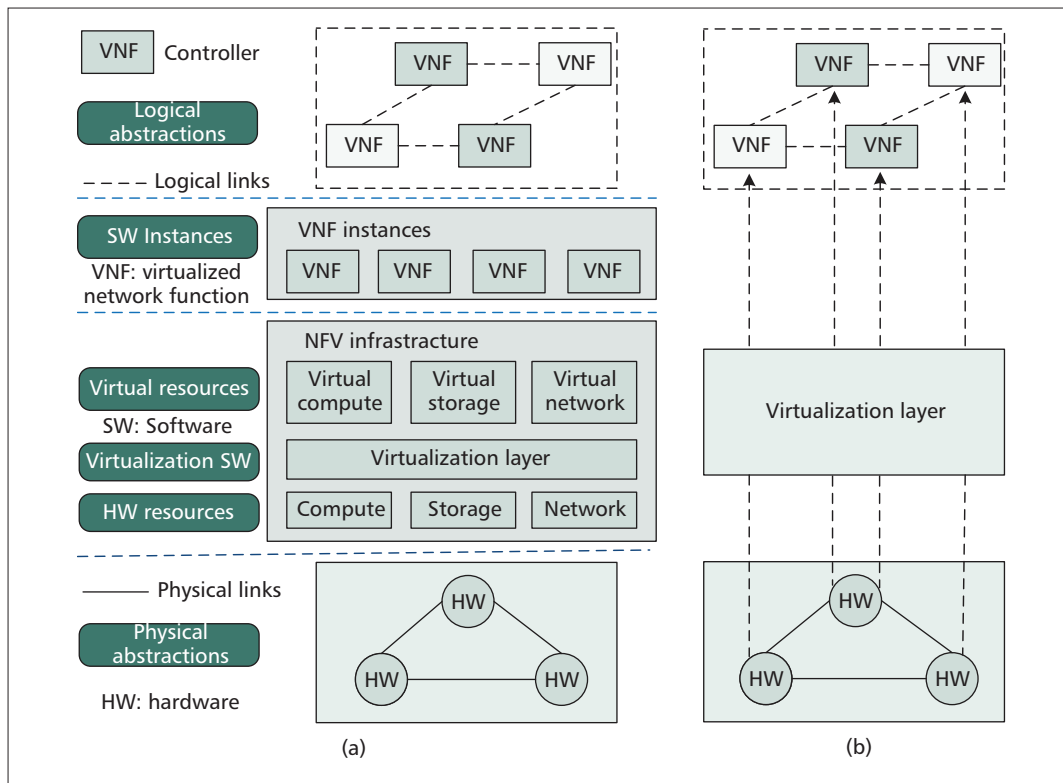 VNF Controller
VNF VNF
VNF VNF
Logical
abstractions
Logical links
SW Instances
VNF: virtualized
network function
VNF instances
VNF VNF VNF VNF
NFV infrastracture
Virtual resources
SW: Software
Virtualization SW
HW resources
Virtual
compute
Virtual
storage
Virtual
network
Virtualization layer
Compute Storage Network
Physical links
Physical
abstractions
HW: hardware
HW
HW HW
(a)
VNF VNF
VNF VNF
Virtualization layer
HW
HW HW
(b)